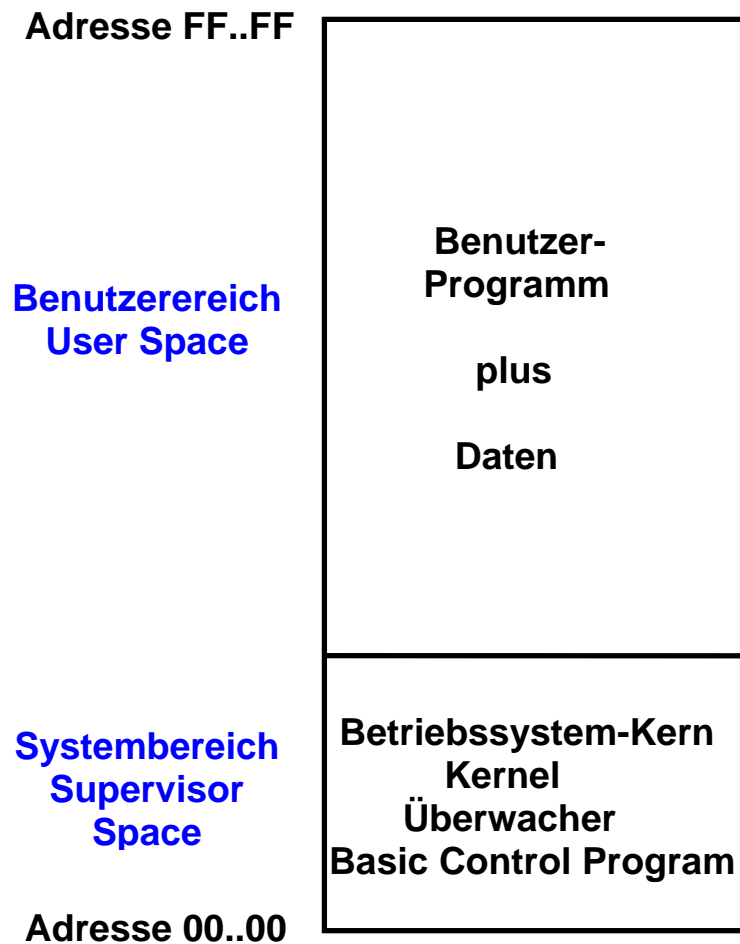 Adresse FF..FF
Benutzer-
Programm
plus
Daten
Benutzerereich
User Space
Betriebssystem-Kern
Kernel
Überwacher
Basic Control Program
Systembereich
Supervisor
Space
Adresse 00..00